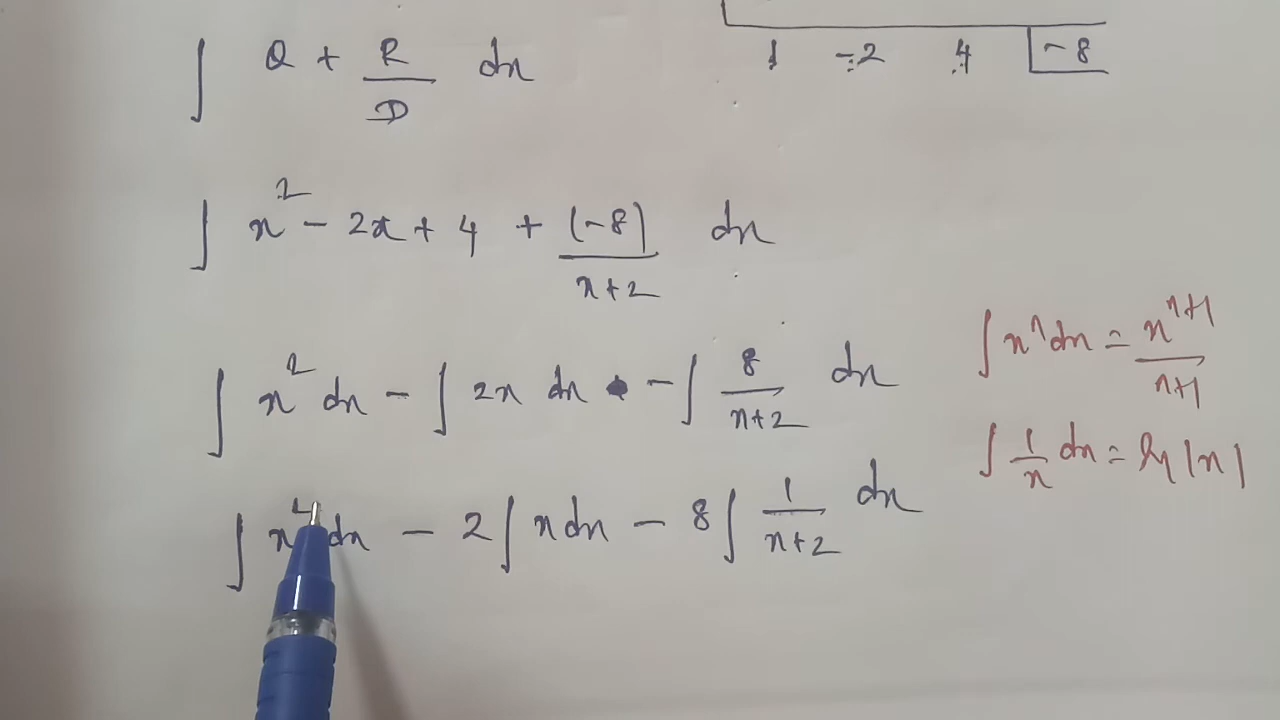 1 -2 4 -8
∫ Q + R/D dx
∫ x² - 2x + 4 + (-8)/x+2 dx
∫ x² dx - ∫ 2x dx - ∫ 8/x+2 dx
∫ x² dx - 2 ∫ x dx - 8 ∫ 1/x+2 dx
∫ xⁿ dx = xⁿ⁺¹/n+1
∫ 1/x dx = ln |x|